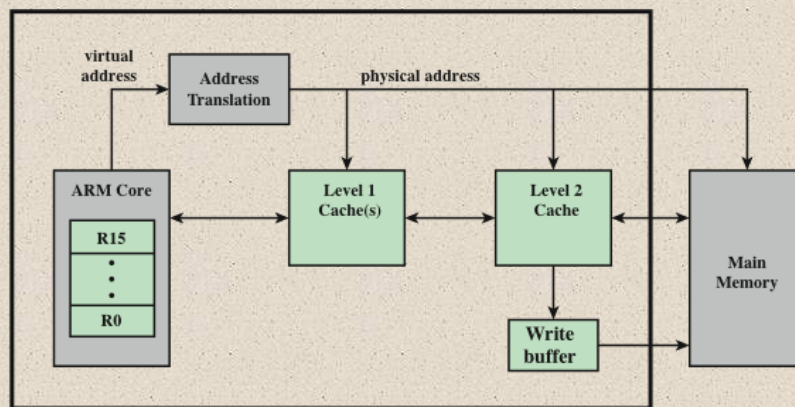 virtual
address
Address
Translation
physical address
ARM Core
R15
R0
Level 1
Cache(s)
Level 2
Cache
Write
buffer
Main
Memory